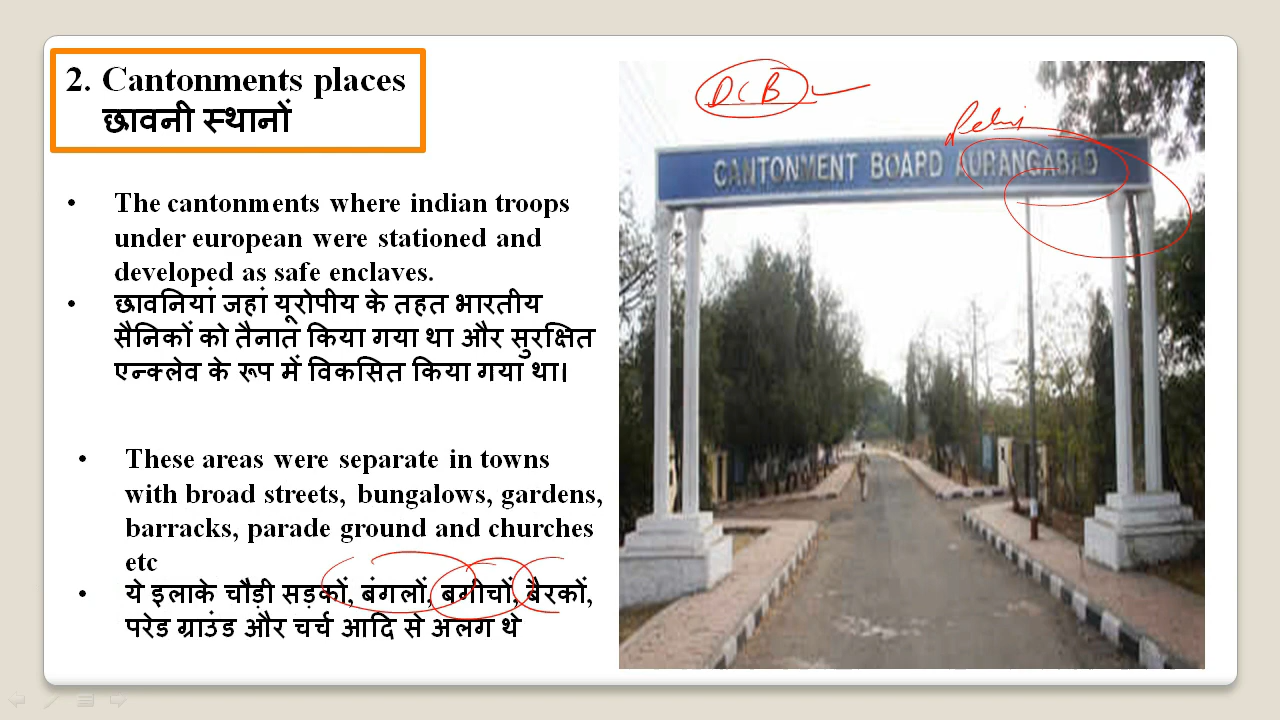 2. Cantonments places
छावनी स्थानों
The cantonments where indian troops
under european were stationed and
developed as safe enclaves.
छावनियां जहां यूरोपीय के तहत भारतीय
सैनिकों को तैनात किया गया था और सुरक्षित
एन्क्लेव के रूप में विकसित किया गया था।
These areas were separate in towns
with broad streets, bungalows, gardens,
barracks, parade ground and churches
etc
ये इलाके चौड़ी सड़कों, बंगलों, बगीचों, बैरकों,
परेड ग्राउंड और चर्च आदि से अलग थे
DCB
CANTONMENT BOARD AURANGABAD